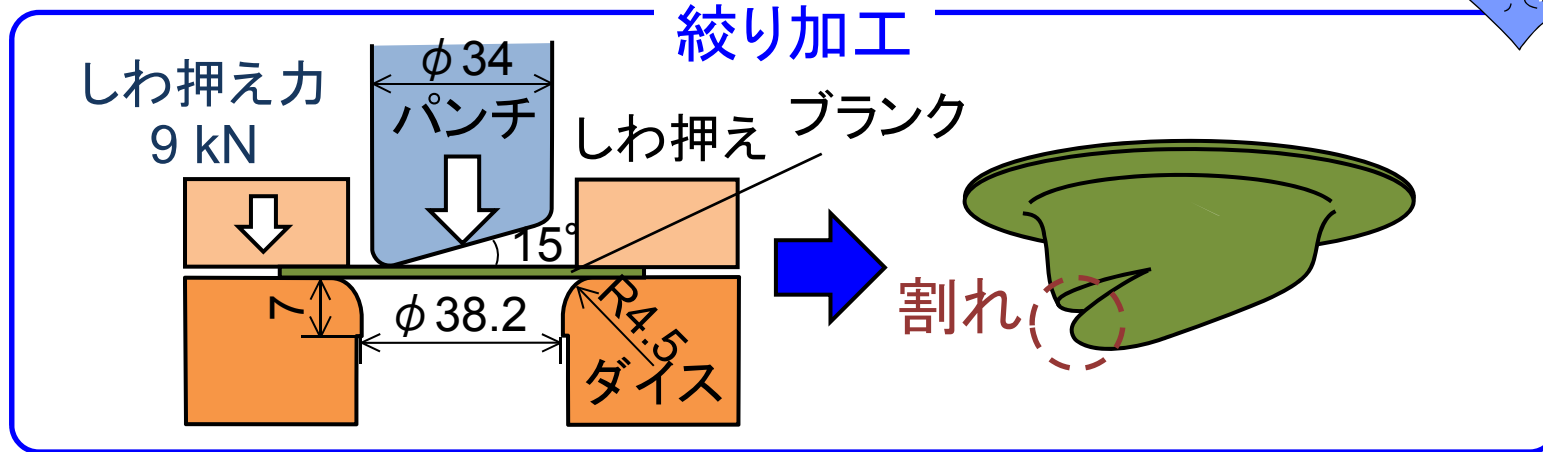 絞り加工
しわ押え力
9 kN
φ34
パンチ
しわ押え
ブランク
15°
7
φ38.2
R4.5
ダイス
割れ